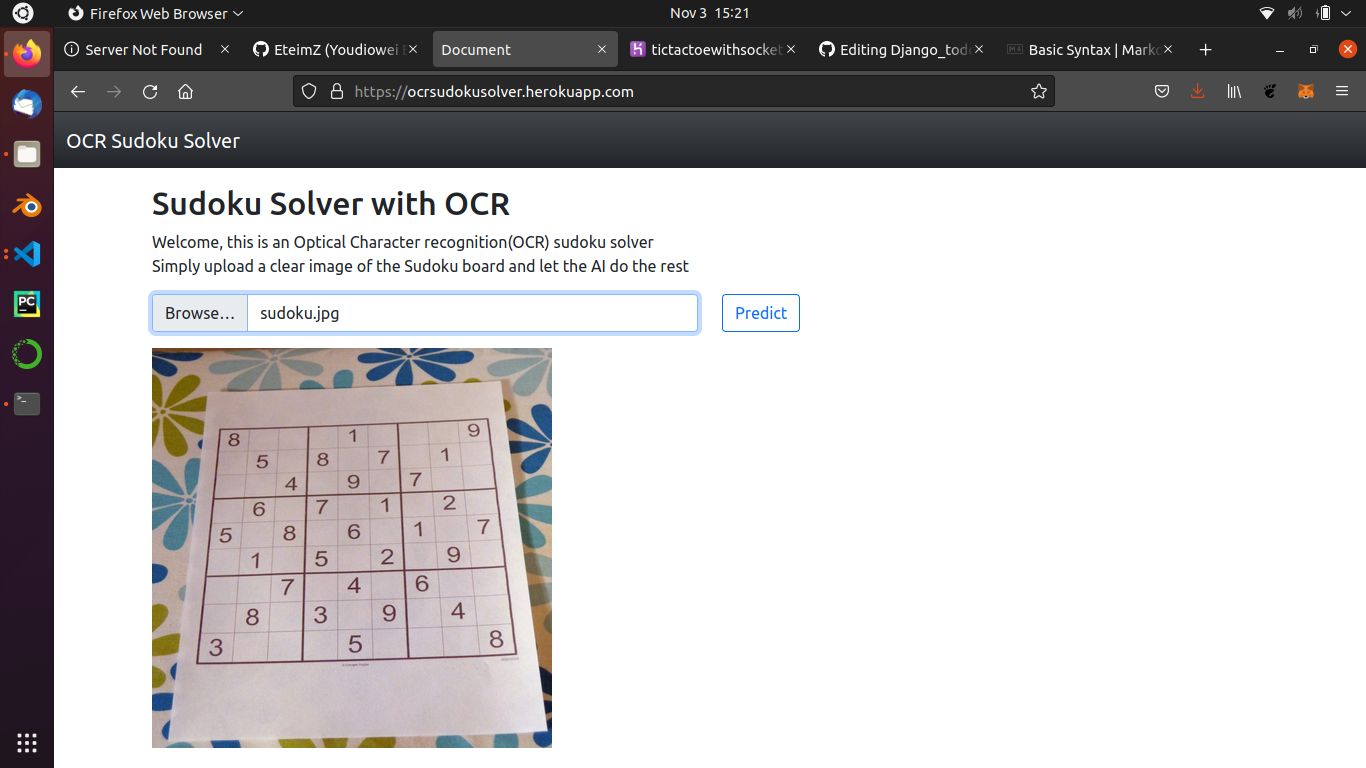 Firefox Web Browser
Nov 3 15:21
Server Not Found
EteimZ (Youdiowei
Document
tictactoewithsocket
Editing Django_tod
Basic Syntax | Mark
https://ocrsudokusolver.herokuapp.com
OCR Sudoku Solver
Sudoku Solver with OCR
Welcome, this is an Optical Character recognition(OCR) sudoku solver
Simply upload a clear image of the Sudoku board and let the AI do the rest
Browse… sudoku.jpg Predict
8 1 9
5 8 7 1
4 9 7
6 7 1 2
5 8 6 1 7
1 5 2 9
7 4 6
8 3 9 4
3 5 8
PC